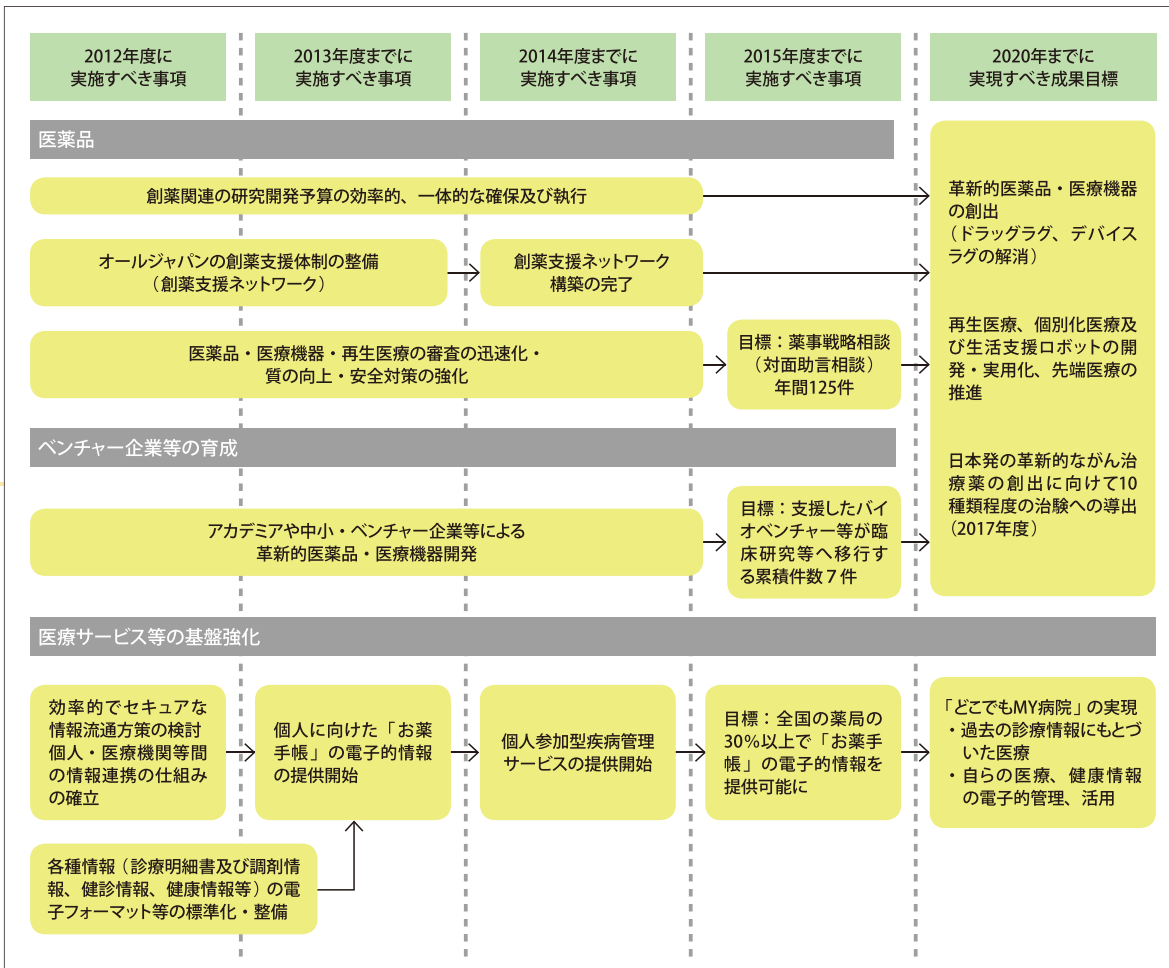 2012年度に
実施すべき事項
2013年度までに
実施すべき事項
2014年度までに
実施すべき事項
2015年度までに
実施すべき事項
2020年までに
実現すべき成果目標
医薬品
創薬関連の研究開発予算の効率的、一体的な確保及び執行
オールジャパンの創薬支援体制の整備
（創薬支援ネットワーク）
創薬支援ネットワーク
構築の完了
医薬品・医療機器・再生医療の審査の迅速化・
質の向上・安全対策の強化
目標：薬事戦略相談
（対面助言相談）
年間125件
革新的医薬品・医療機器
の創出
（ドラッグラグ、デバイス
ラグの解消）
再生医療、個別化医療及
び生活支援ロボットの開
発・実用化、先端医療の
推進
日本発の革新的ながん治
療薬の創出に向けて10
種類程度の治験への導出
（2017年度）
ベンチャー企業等の育成
アカデミアや中小・ベンチャー企業等による
革新的医薬品・医療機器開発
目標：支援したバイ
オベンチャー等が臨
床研究等へ移行す
る累積件数７件
医療サービス等の基盤強化
効率的でセキュアな
情報流通方策の検討
個人・医療機関等間
の情報連携の仕組み
の確立
個人に向けた「お薬
手帳」の電子的情報
の提供開始
個人参加型疾病管理
サービスの提供開始
目標：全国の薬局の
30％以上で「お薬手
帳」の電子的情報を
提供可能に
「どこでもMY病院」の実現
・過去の診療情報にもとづ
いた医療
・自らの医療、健康情報
の電子的管理、活用
各種情報（診療明細書及び調剤情
報、健診情報、健康情報等）の電
子フォーマット等の標準化・整備